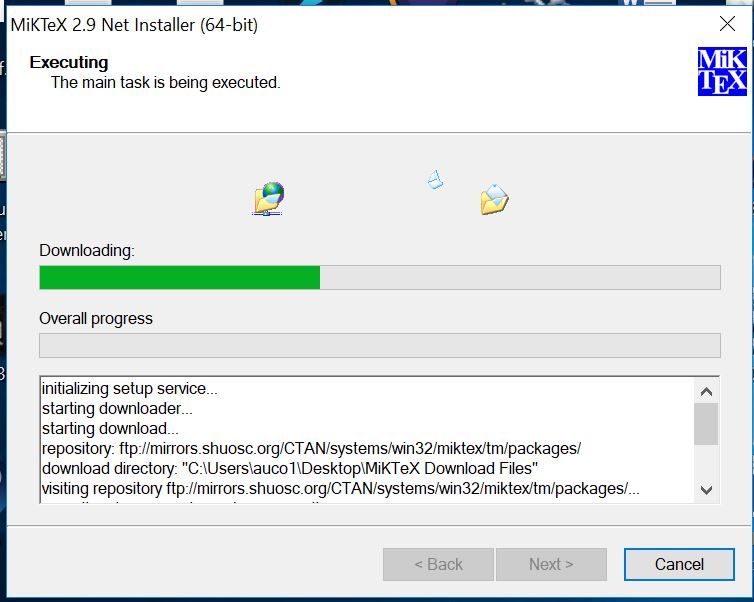 MiKTeX 2.9 Net Installer (64-bit)
Executing
The main task is being executed.
MiK
TEX
Downloading:
Overall progress
initializing setup service...
starting downloader...
starting download...
repository: ftp://mirrors.shuosc.org/CTAN/systems/win32/miktex/tm/packages/
download directory: "C:\Users\auco1\Desktop\MiKTeX Download Files"
visiting repository ftp://mirrors.shuosc.org/CTAN/systems/win32/miktex/tm/packages/...
< Back
Next >
Cancel